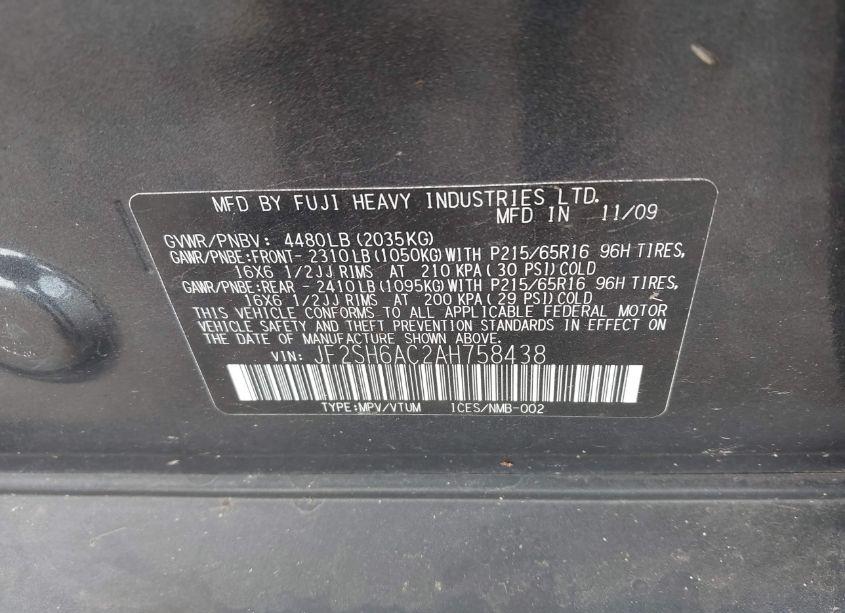 MFD BY FUJI HEAVY INDUSTRIES LTD.
MFD IN 11/09
GVWR/PNBV: 4480LB(2035KG)
GAWR/PNBE:FRONT- 2310LB(1050KG)WITH P215/65R16 96H TIRES,
16X6 1/2JJ RIMS AT 210 KPA( 30 PSI)COLD
GAWR/PNBE:REAR - 2410LB(1095KG)WITH P215/65R16 96H TIRES,
16X6 1/2JJ RIMS AT 200 KPA( 29 PSI)COLD
THIS VEHICLE CONFORMS TO ALL APPLICABLE FEDERAL MOTOR
VEHICLE SAFETY AND THEFT PREVENTION STANDARDS IN EFFECT ON
THE DATE OF MANUFACTURE SHOWN ABOVE.
VIN: JF2SH6AC2AH758438
TYPE:MPV/VTUM ICES/NMB-002